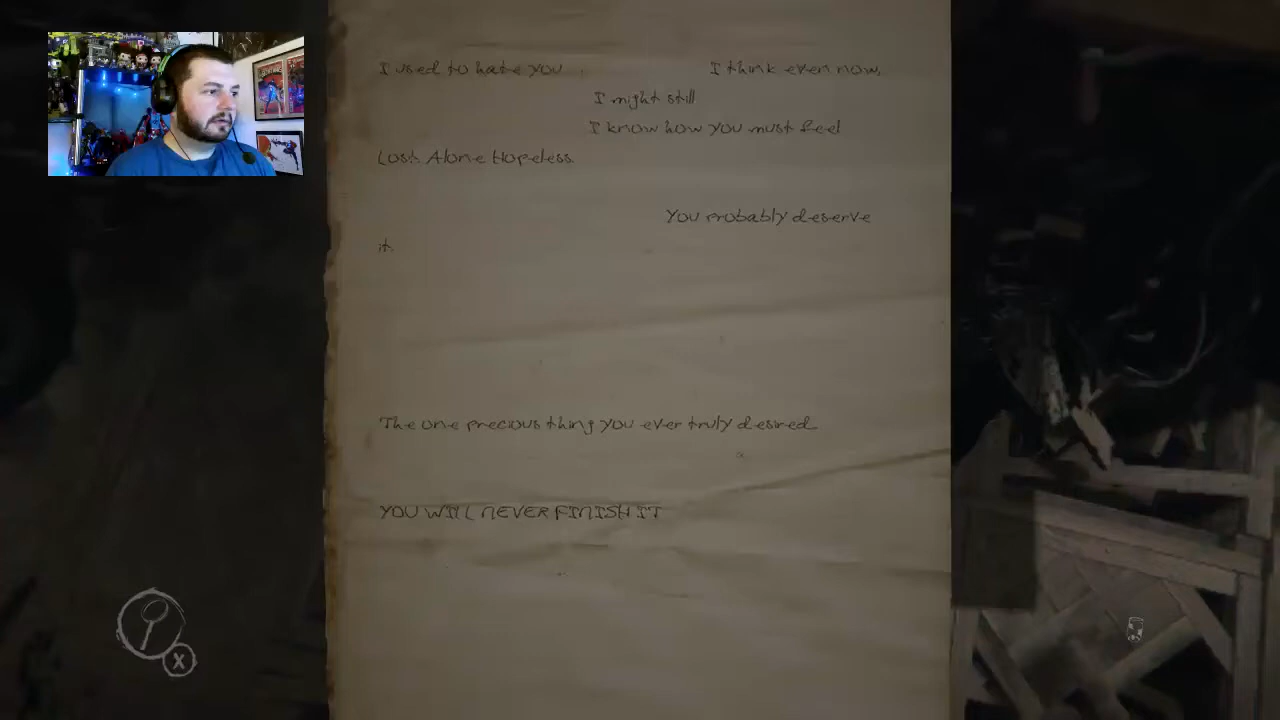 I used to hate you. I think even now,
I might still
I know how you must feel
Lost. Alone. Hopeless.
You probably deserve
it.
The one precious thing you ever truly desired
YOU WILL NEVER FINISH IT
X